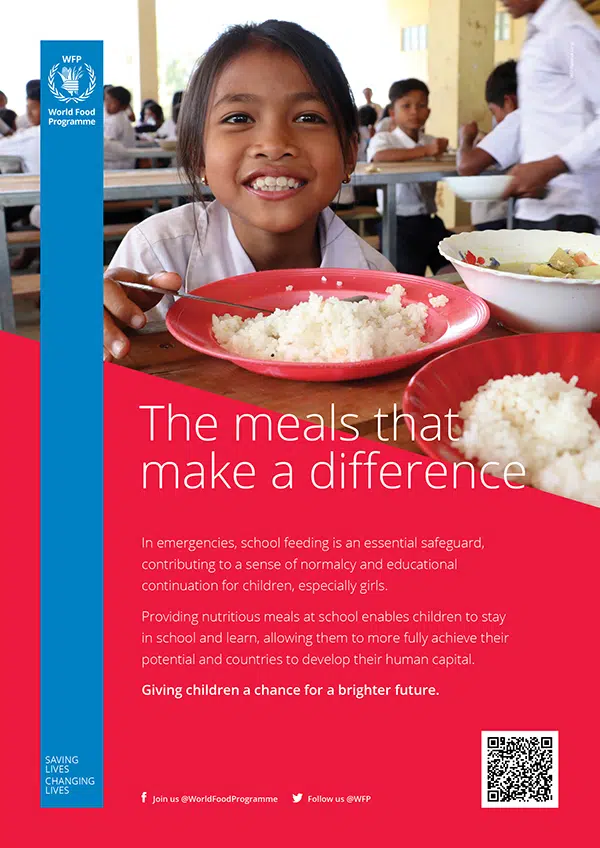 WFP
World Food
Programme
The meals that
make a difference
In emergencies, school feeding is an essential safeguard,
contributing to a sense of normalcy and educational
continuation for children, especially girls.
Providing nutritious meals at school enables children to stay
in school and learn, allowing them to more fully achieve their
potential and countries to develop their human capital.
Giving children a chance for a brighter future.
SAVING
LIVES
CHANGING
LIVES
Join us @WorldFoodProgramme
Follow us @WFP